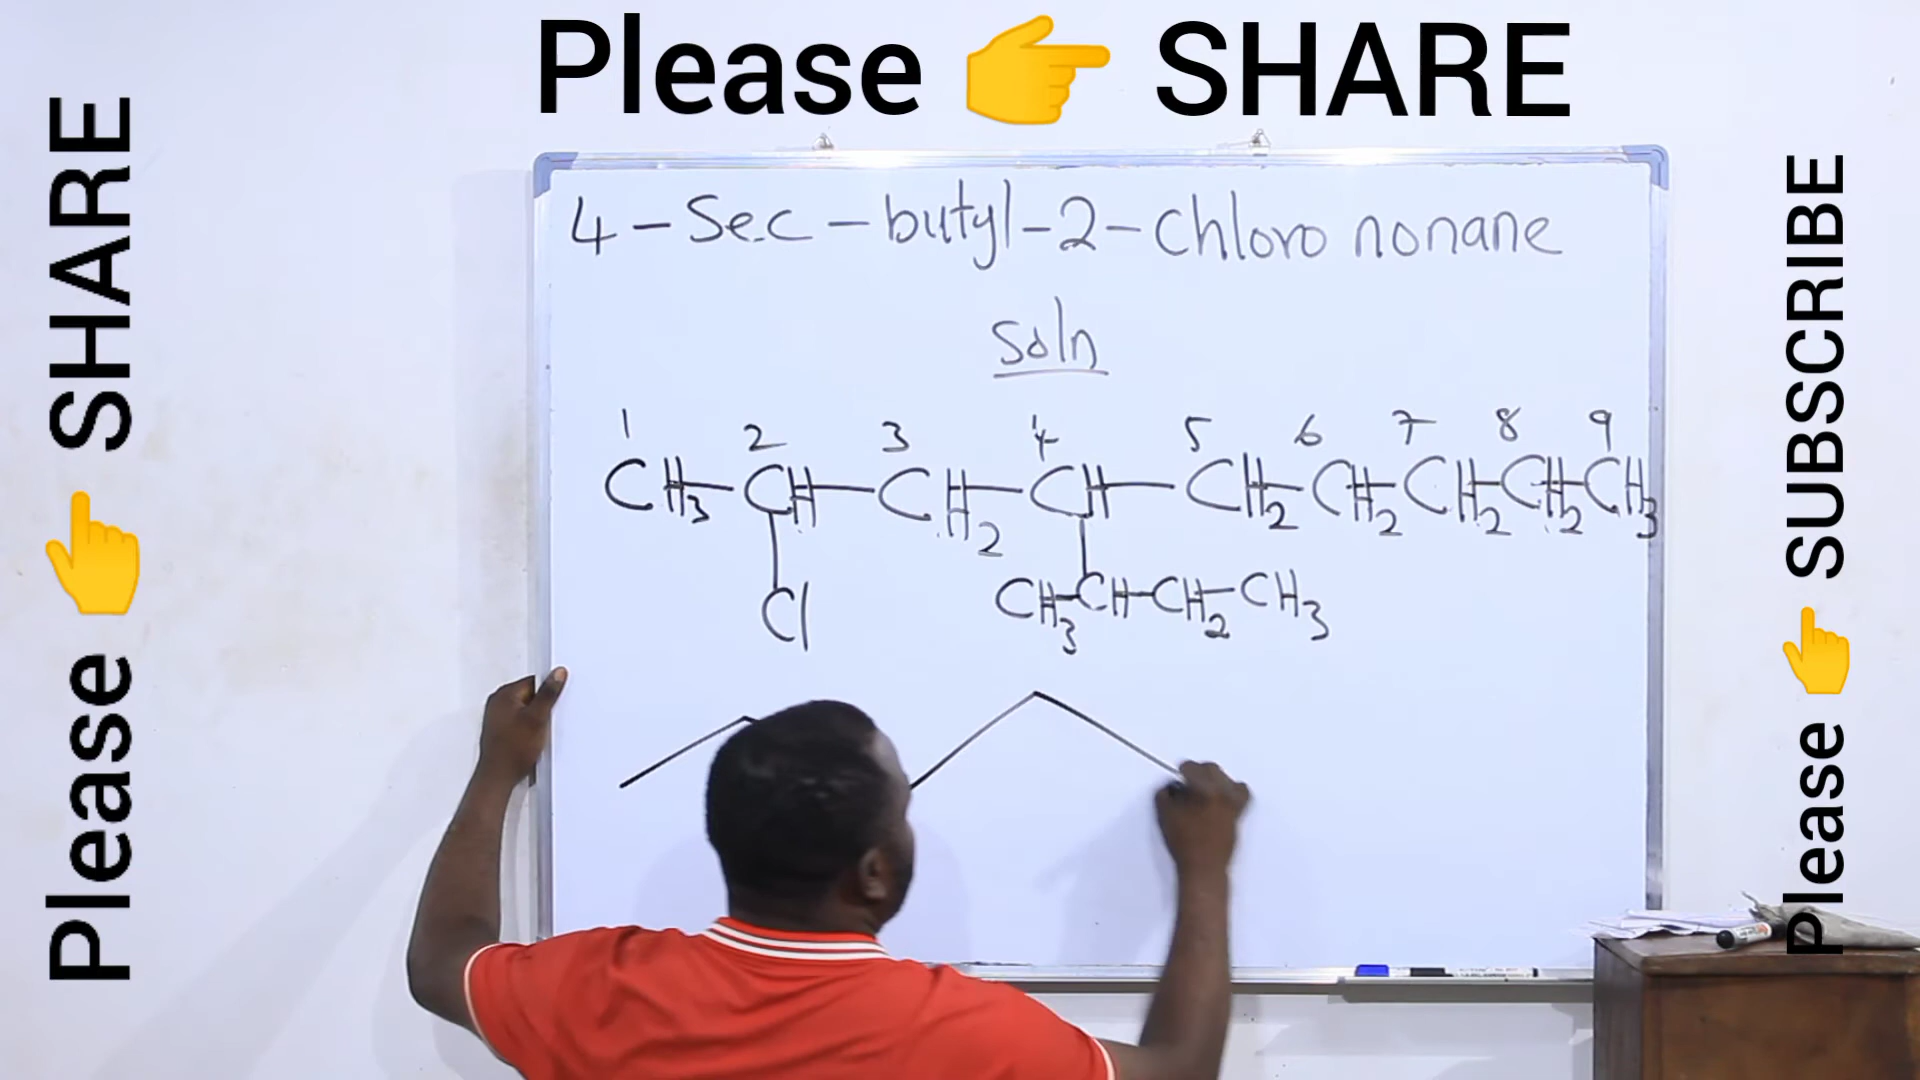 Please 👉 SHARE
Please 👉 SHARE
Please 👉 SUBSCRIBE
4-Sec-butyl-2-chloro nonane
Soln
1 2 3 4 5 6 7 8 9
CH3-CH-CH2-CH-CH2-CH2-CH2-CH2-CH3
Cl CH3-CH-CH2-CH3